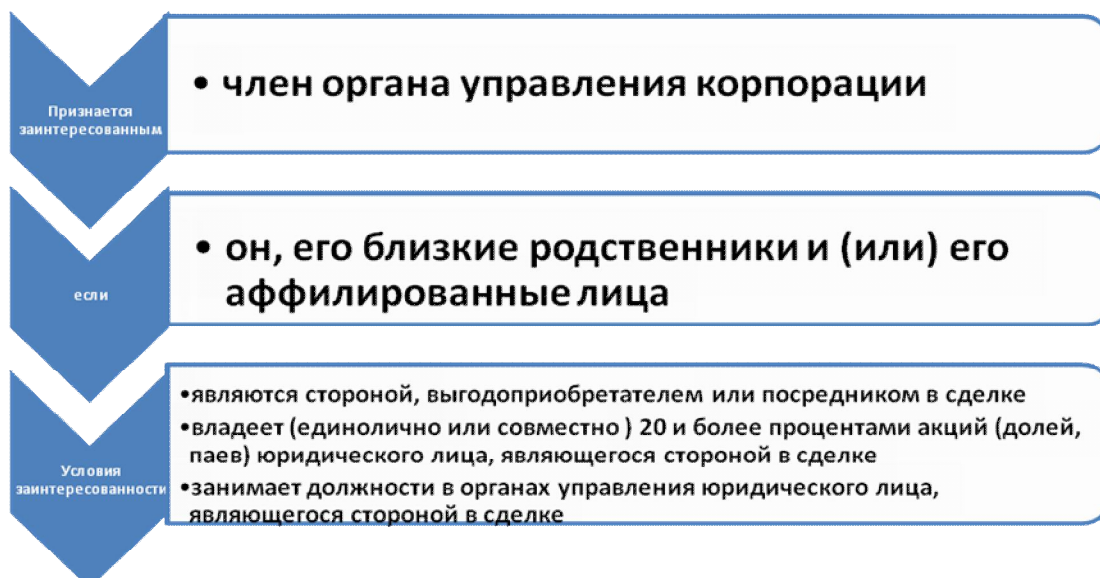 Признается
заинтересованным
• член органа управления корпорации
если
• он, его близкие родственники и (или) его
аффилированные лица
Условия
заинтересованности
•являются стороной, выгодоприобретателем или посредником в сделке
•владеет (единолично или совместно ) 20 и более процентами акций (долей,
паев) юридического лица, являющегося стороной в сделке
•занимает должности в органах управления юридического лица,
являющегося стороной в сделке